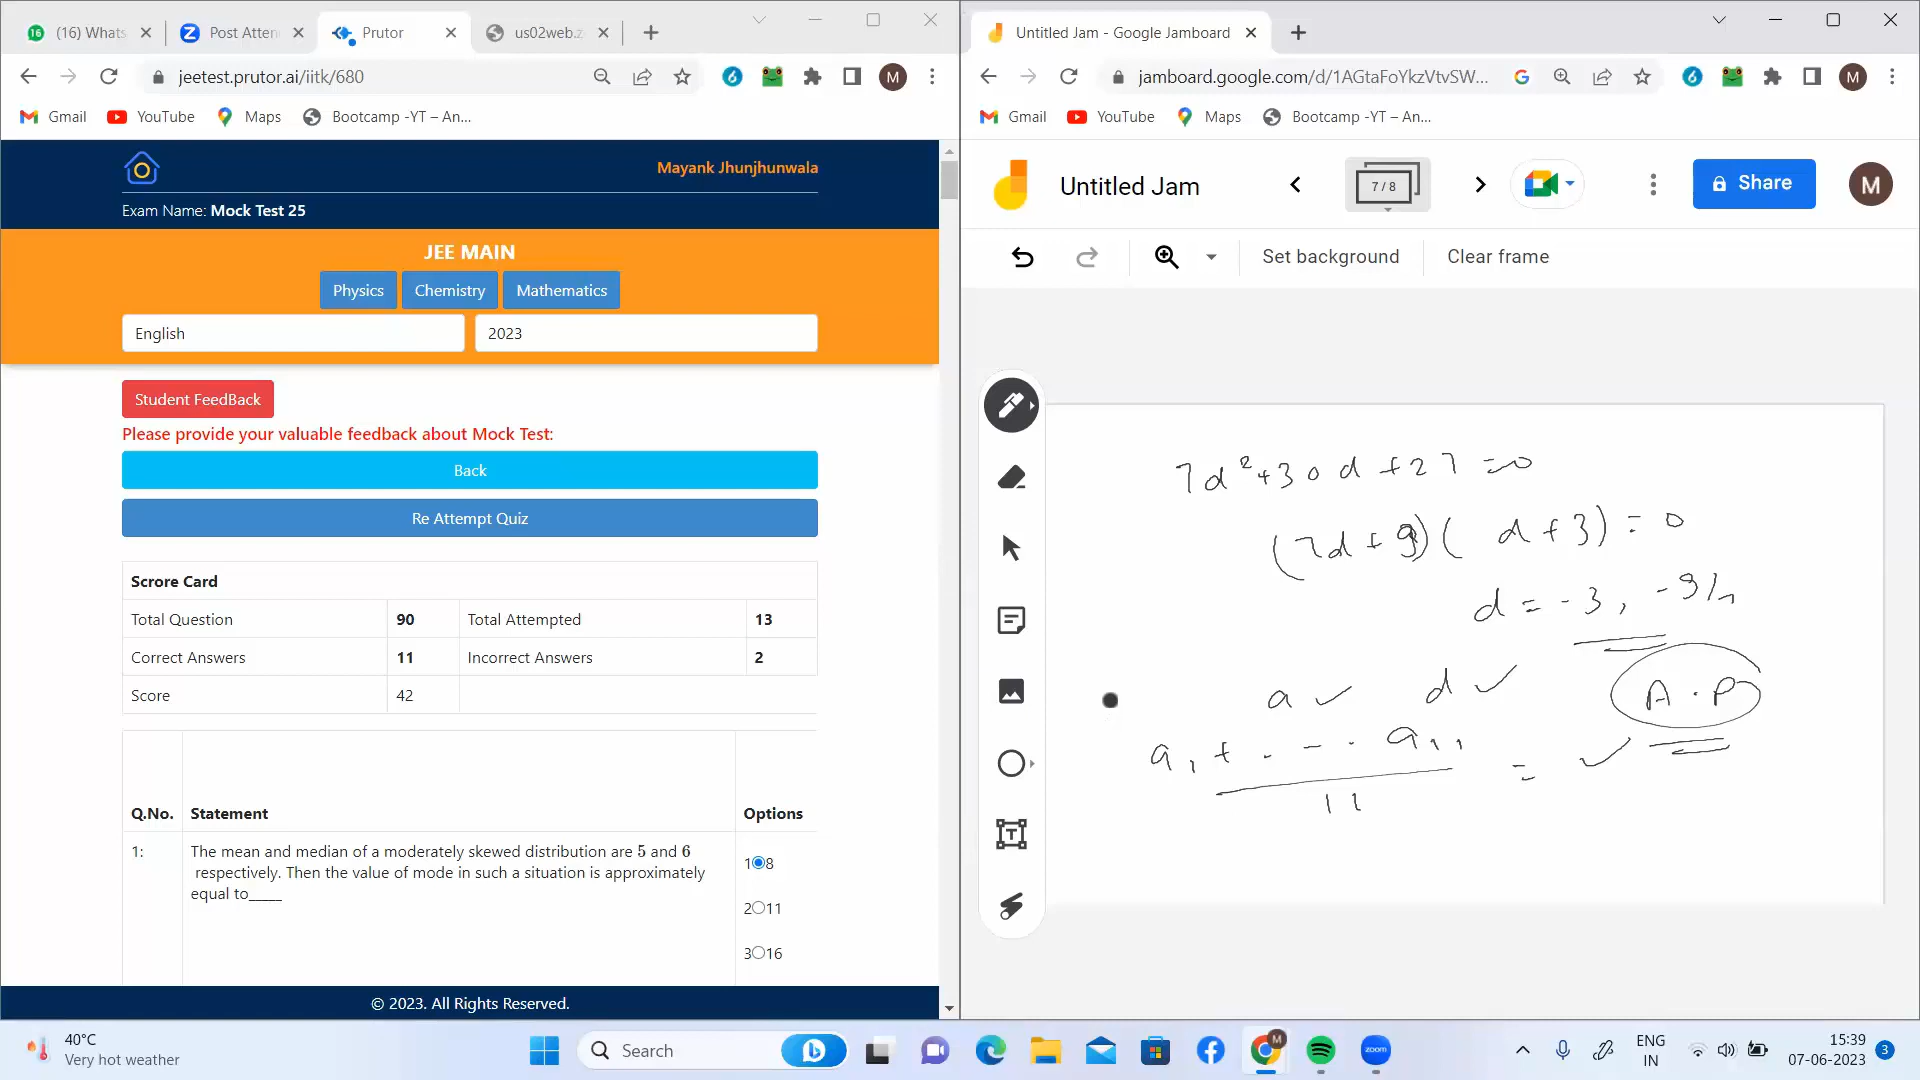 (16) Whats
Post Atten
Prutor
us02web.z
jeetest.prutor.ai/iitk/680
M
Gmail
YouTube
Maps
Bootcamp -YT – An...
Mayank Jhunjhunwala
Exam Name: Mock Test 25
JEE MAIN
Physics
Chemistry
Mathematics
English
2023
Student FeedBack
Please provide your valuable feedback about Mock Test:
Back
Re Attempt Quiz
Scrore Card
Total Question 90 Total Attempted 13
Correct Answers 11 Incorrect Answers 2
Score 42
Q.No. Statement Options
1: The mean and median of a moderately skewed distribution are 5 and 6
respectively. Then the value of mode in such a situation is approximately
equal to_____
1 8
2 11
3 16
© 2023. All Rights Reserved.
Untitled Jam - Google Jamboard
jamboard.google.com/d/1AGtaFoYkzVtvSW...
M
Gmail
YouTube
Maps
Bootcamp -YT – An...
Untitled Jam
7 / 8
Share
M
Set background
Clear frame
7d²+30d+27=0
(7d+9)(d+3)=0
d=-3, -9/7
a ✓ d ✓ A.P
a₁+...a₁₁ = ✓
11
40°C
Very hot weather
Search
zoom
ENG
IN
15:39
07-06-2023
3